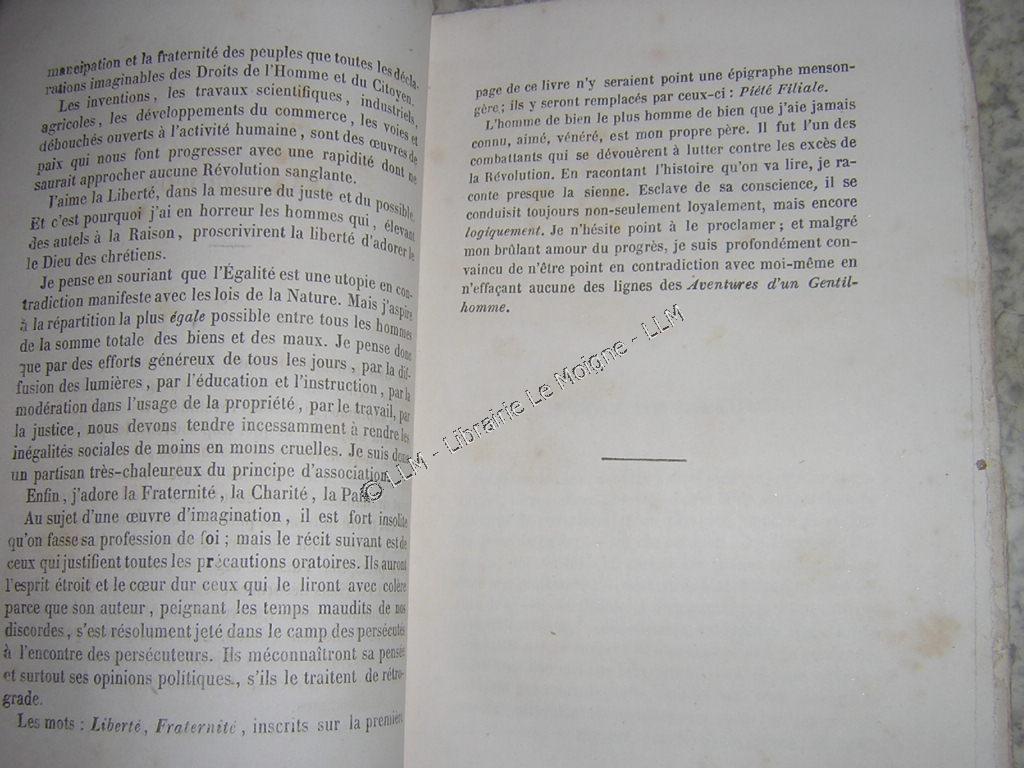 mancipation et la fraternité des peuples que toutes les décla-
rations imaginables des Droits de l'Homme et du Citoyen.
Les inventions, les travaux scientifiques, industriels,
agricoles, les développements du commerce, les voies et
débouchés ouverts à l'activité humaine, sont des œuvres de
paix qui nous font progresser avec une rapidité dont ne
saurait approcher aucune Révolution sanglante.
J'aime la Liberté, dans la mesure du juste et du possible.
Et c'est pourquoi j'ai en horreur les hommes qui, élevant
des autels à la Raison, proscrivirent la liberté d'adorer le
le Dieu des chrétiens.
Je pense en souriant que l'Égalité est une utopie en con-
tradiction manifeste avec les lois de la Nature. Mais j'aspire
à la répartition la plus égale possible entre tous les hommes
de la somme totale des biens et des maux. Je pense donc
que par des efforts généreux de tous les jours, par la dif-
fusion des lumières, par l'éducation et l'instruction, par la
modération dans l'usage de la propriété, par le travail, par
la justice, nous devons tendre incessamment à rendre les
inégalités sociales de moins en moins cruelles. Je suis donc
un partisan très-chaleureux du principe d'association.
Enfin, j'adore la Fraternité, la Charité, la
Au sujet d'une œuvre d'imagination, il est fort insolite
qu'on fasse sa profession de foi; mais le récit suivant est de
ceux qui justifient toutes les précautions oratoires. Ils auront
l'esprit étroit et le cœur dur ceux qui le liront avec colère
parce que son auteur, peignant les temps maudits de nos
discordes, s'est résolument jeté dans le camp des persécutés
à l'encontre des persécuteurs. Ils méconnaîtront sa pensée
et surtout ses opinions politiques, s'ils le traitent de rétro-
grade.
Les mots : Liberté, Fraternité, inscrits sur la première
page de ce livre n'y seraient point une épigraphe menson-
gère; ils y seront remplacés par ceux-ci : Piété Filiale.
L'homme de bien le plus homme de bien que j'aie jamais
connu, aimé, vénéré, est mon propre père. Il fut l'un des
combattants qui se dévouèrent à lutter contre les excès de
la Révolution. En racontant l'histoire qu'on va lire, je ra-
conte presque la sienne. Esclave de sa conscience, il se
conduisit toujours non-seulement loyalement, mais encore
logiquement. Je n'hésite point à le proclamer; et malgré
mon brûlant amour du progrès, je suis profondément con-
vaincu de n'être point en contradiction avec moi-même en
n'effaçant aucune des lignes des Aventures d'un Gentil-
homme.
© LLM - Librairie Le Moigne - LLM